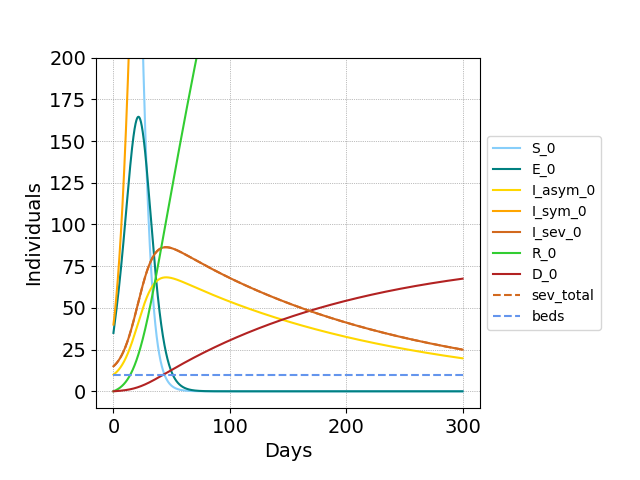 200
175
150
125
100
75
50
25
0
Individuals
0
100
200
300
Days
S_0
E_0
I_asym_0
I_sym_0
I_sev_0
R_0
D_0
sev_total
beds